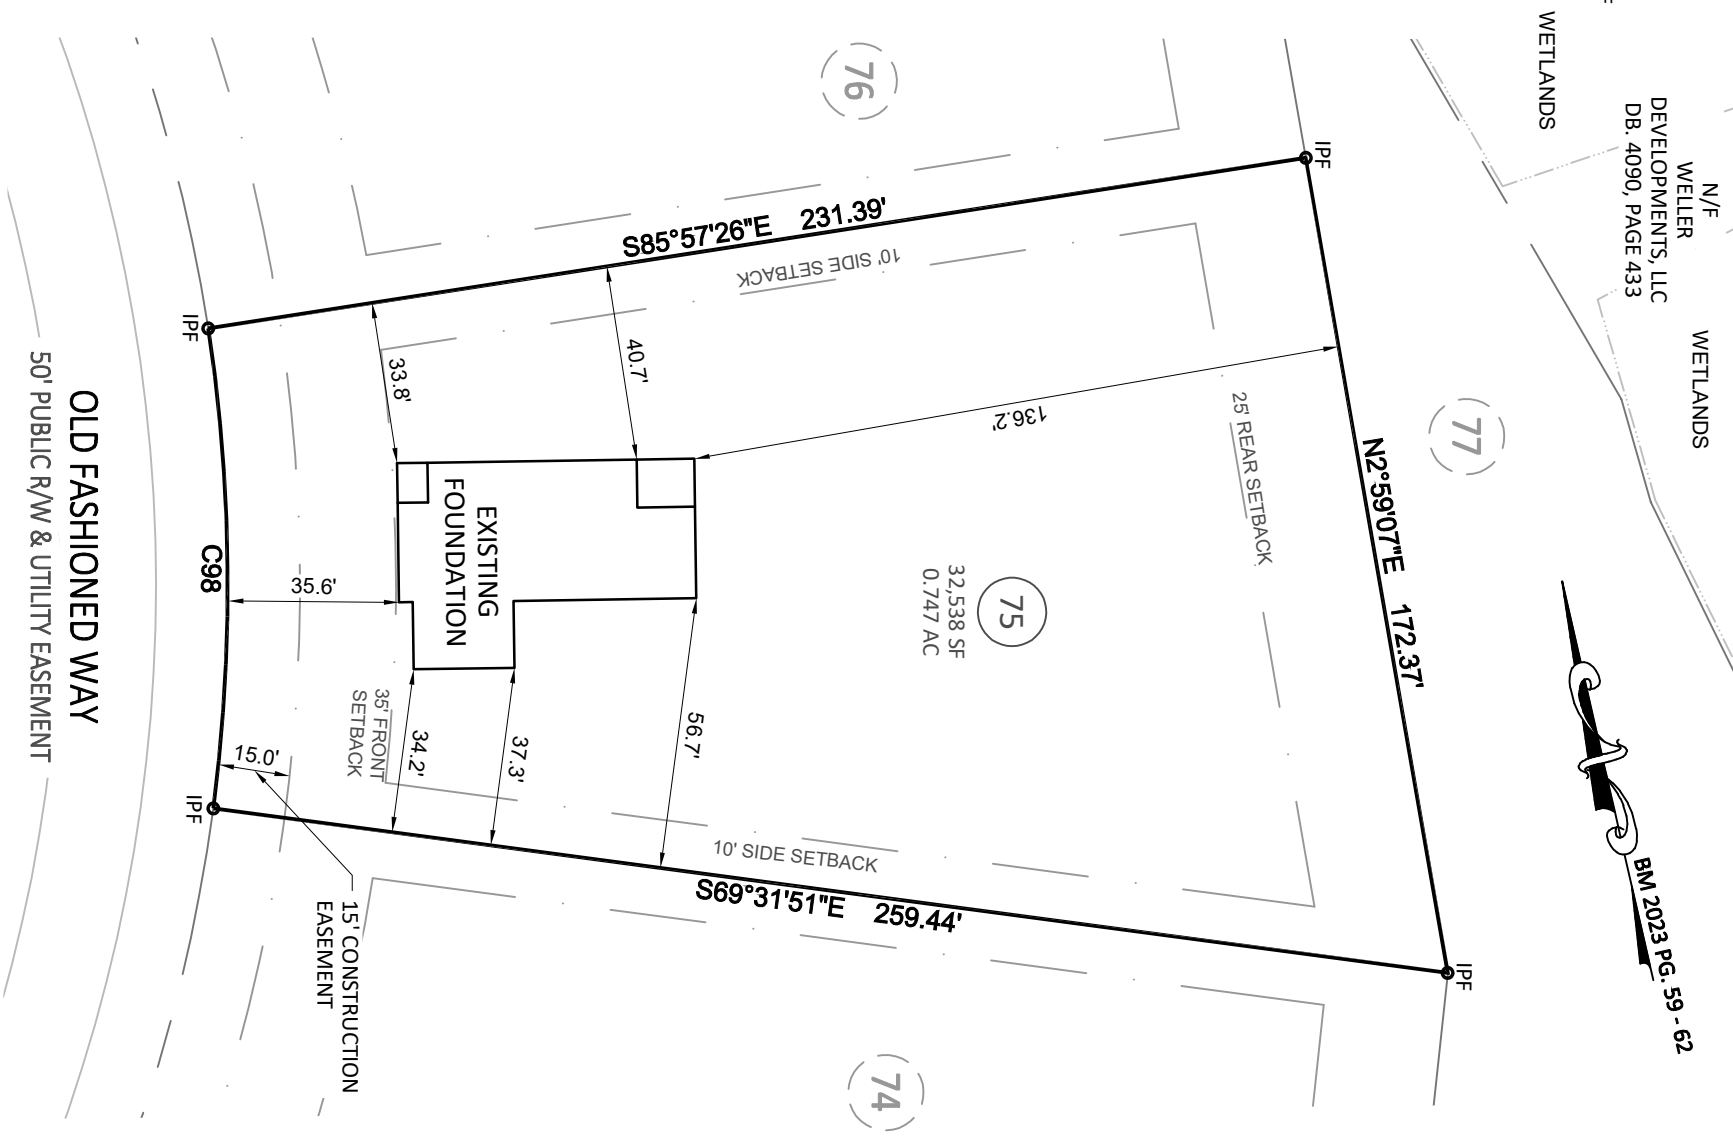 WETLANDS
N/F
WELLER
DEVELOPMENTS, LLC
DB. 4090, PAGE 433
WETLANDS
76
IPF
S85°57'26"E 231.39'
10' SIDE SETBACK
IPF
33.8'
40.7'
136.2'
25' REAR SETBACK
77
N2°59'07"E 172.37'
OLD FASHIONED WAY
50' PUBLIC R/W & UTILITY EASEMENT
C98
35.6'
EXISTING
FOUNDATION
75
32,538 SF
0.747 AC
35' FRONT
SETBACK
34.2'
37.3'
56.7'
15.0'
IPF
10' SIDE SETBACK
S69°31'51"E 259.44'
15' CONSTRUCTION
EASEMENT
IPF
BM 2023 PG. 59 - 62
74